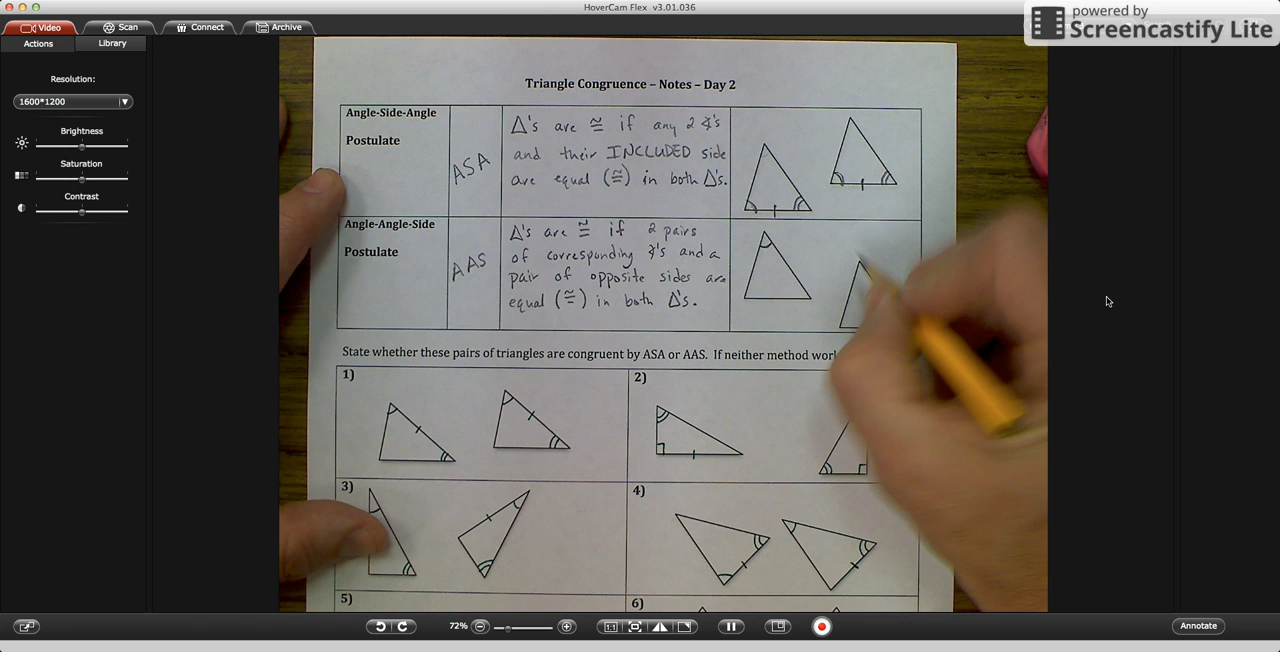 HoverCam Flex v3.01.036
powered by
Screencastify Lite
Video
Scan
Connect
Archive
Actions
Library
Resolution:
1600*1200
Brightness
Saturation
Contrast
Triangle Congruence – Notes – Day 2
Angle-Side-Angle
Postulate
ASA
Δ's are ≅ if any 2 ∡'s
and their INCLUDED side
are equal (≅) in both Δ's.
Angle-Angle-Side
Postulate
AAS
Δ's are ≅ if 2 pairs
of corresponding ∡'s and a
pair of opposite sides are
equal (≅) in both Δ's.
State whether these pairs of triangles are congruent by ASA or AAS. If neither method
1)
2)
3)
4)
5)
6)
72%
1:1
Annotate